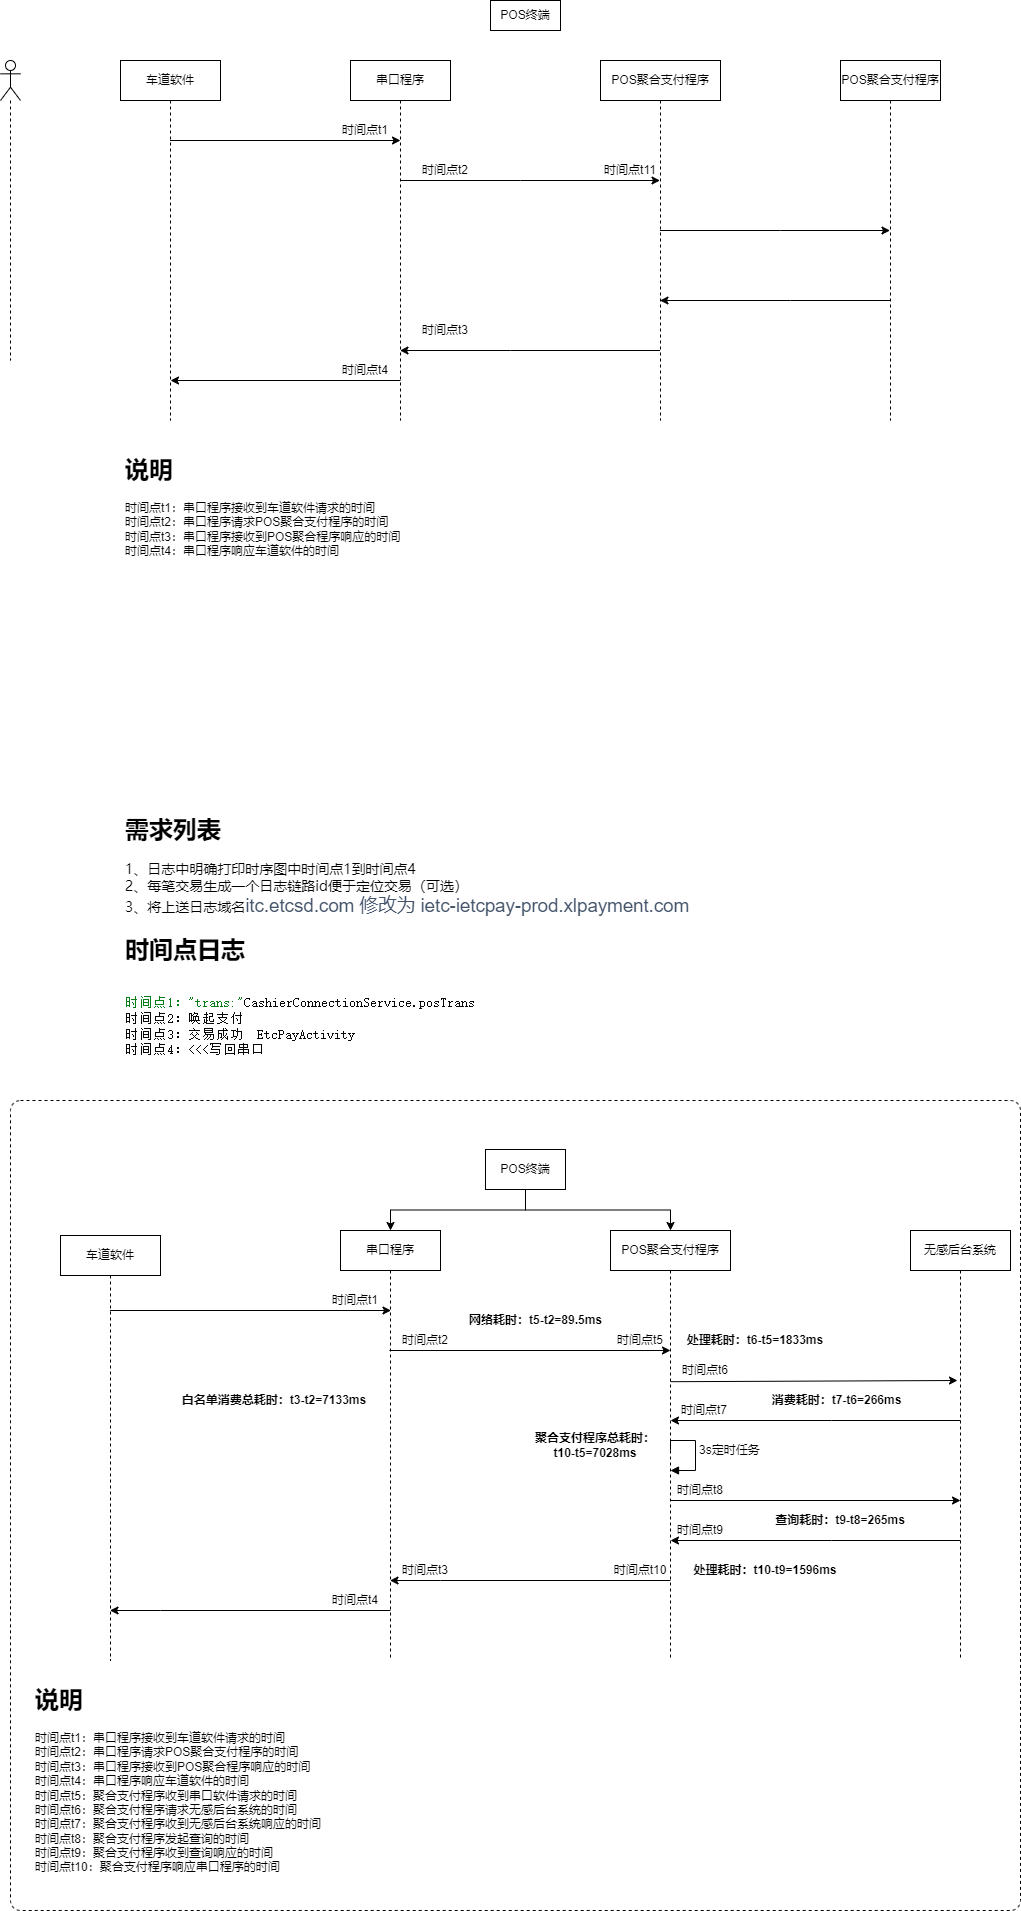 POS终端
车道软件
串口程序
POS聚合支付程序
POS聚合支付程序
时间点t1
时间点t2
时间点t11
时间点t3
时间点t4
说明
时间点t1：串口程序接收到车道软件请求的时间
时间点t2：串口程序请求POS聚合支付程序的时间
时间点t3：串口程序接收到POS聚合程序响应的时间
时间点t4：串口程序响应车道软件的时间
需求列表
1、日志中明确打印时序图中时间点1到时间点4
2、每笔交易生成一个日志链路id便于定位交易（可选）
3、将上送日志域名itc.etcsd.com 修改为 ietc-ietcpay-prod.xlpayment.com
时间点日志
时间点1："trans:"CashierConnectionService.posTrans
时间点2：唤起支付
时间点3：交易成功 EtcPayActivity
时间点4：<<<写回串口
POS终端
车道软件
串口程序
POS聚合支付程序
无感后台系统
时间点t1
网络耗时：t5-t2=89.5ms
时间点t2
时间点t5
处理耗时：t6-t5=1833ms
时间点t6
白名单消费总耗时：t3-t2=7133ms
消费耗时：t7-t6=266ms
时间点t7
聚合支付程序总耗时：
t10-t5=7028ms
3s定时任务
时间点t8
查询耗时：t9-t8=265ms
时间点t9
时间点t3
时间点t10
处理耗时：t10-t9=1596ms
时间点t4
说明
时间点t1：串口程序接收到车道软件请求的时间
时间点t2：串口程序请求POS聚合支付程序的时间
时间点t3：串口程序接收到POS聚合程序响应的时间
时间点t4：串口程序响应车道软件的时间
时间点t5：聚合支付程序收到串口软件请求的时间
时间点t6：聚合支付程序请求无感后台系统的时间
时间点t7：聚合支付程序收到无感后台系统响应的时间
时间点t8：聚合支付程序发起查询的时间
时间点t9：聚合支付程序收到查询响应的时间
时间点t10：聚合支付程序响应串口程序的时间